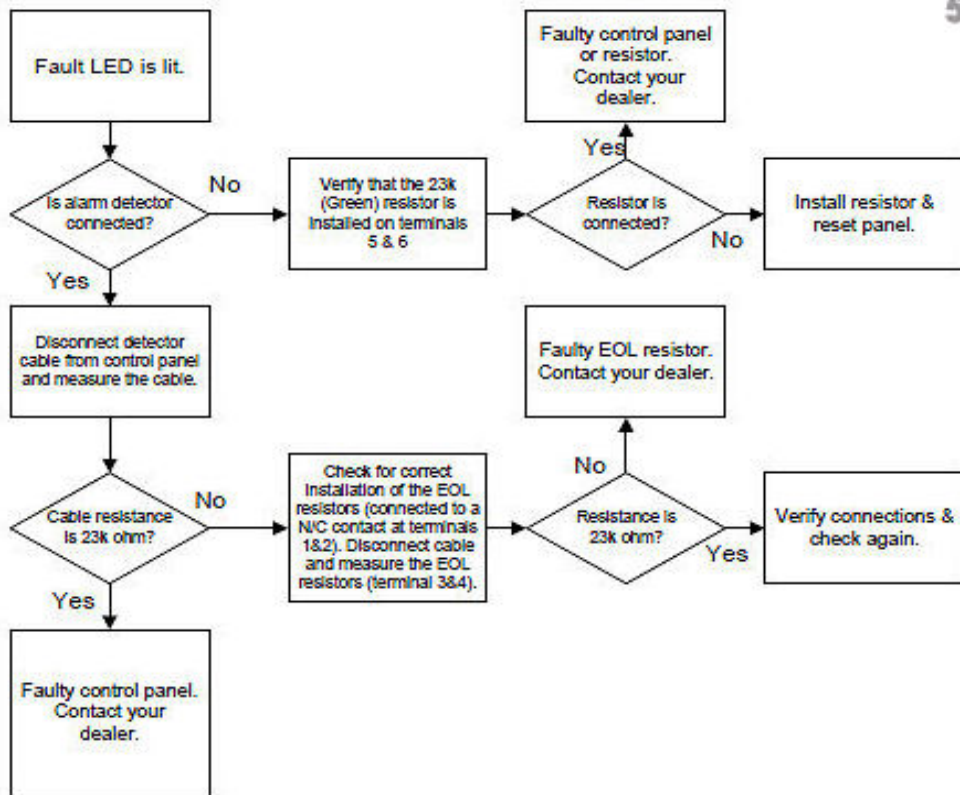 Fault LED is lit.
Faulty control panel
or resistor.
Contact your
dealer.
Yes
Is alarm detector
connected?
No
Verify that the 23k
(Green) resistor is
installed on terminals
5 & 6
Resistor is
connected?
No
Install resistor &
reset panel.
Yes
Disconnect detector
cable from control panel
and measure the cable.
Faulty EOL resistor.
Contact your dealer.
No
Cable resistance
is 23k ohm?
No
Check for correct
installation of the EOL
resistors (connected to a
N/C contact at terminals
1&2). Disconnect cable
and measure the EOL
resistors (terminal 3&4).
Resistance is
23k ohm?
Yes
Verify connections &
check again.
Yes
Faulty control panel.
Contact your
dealer.